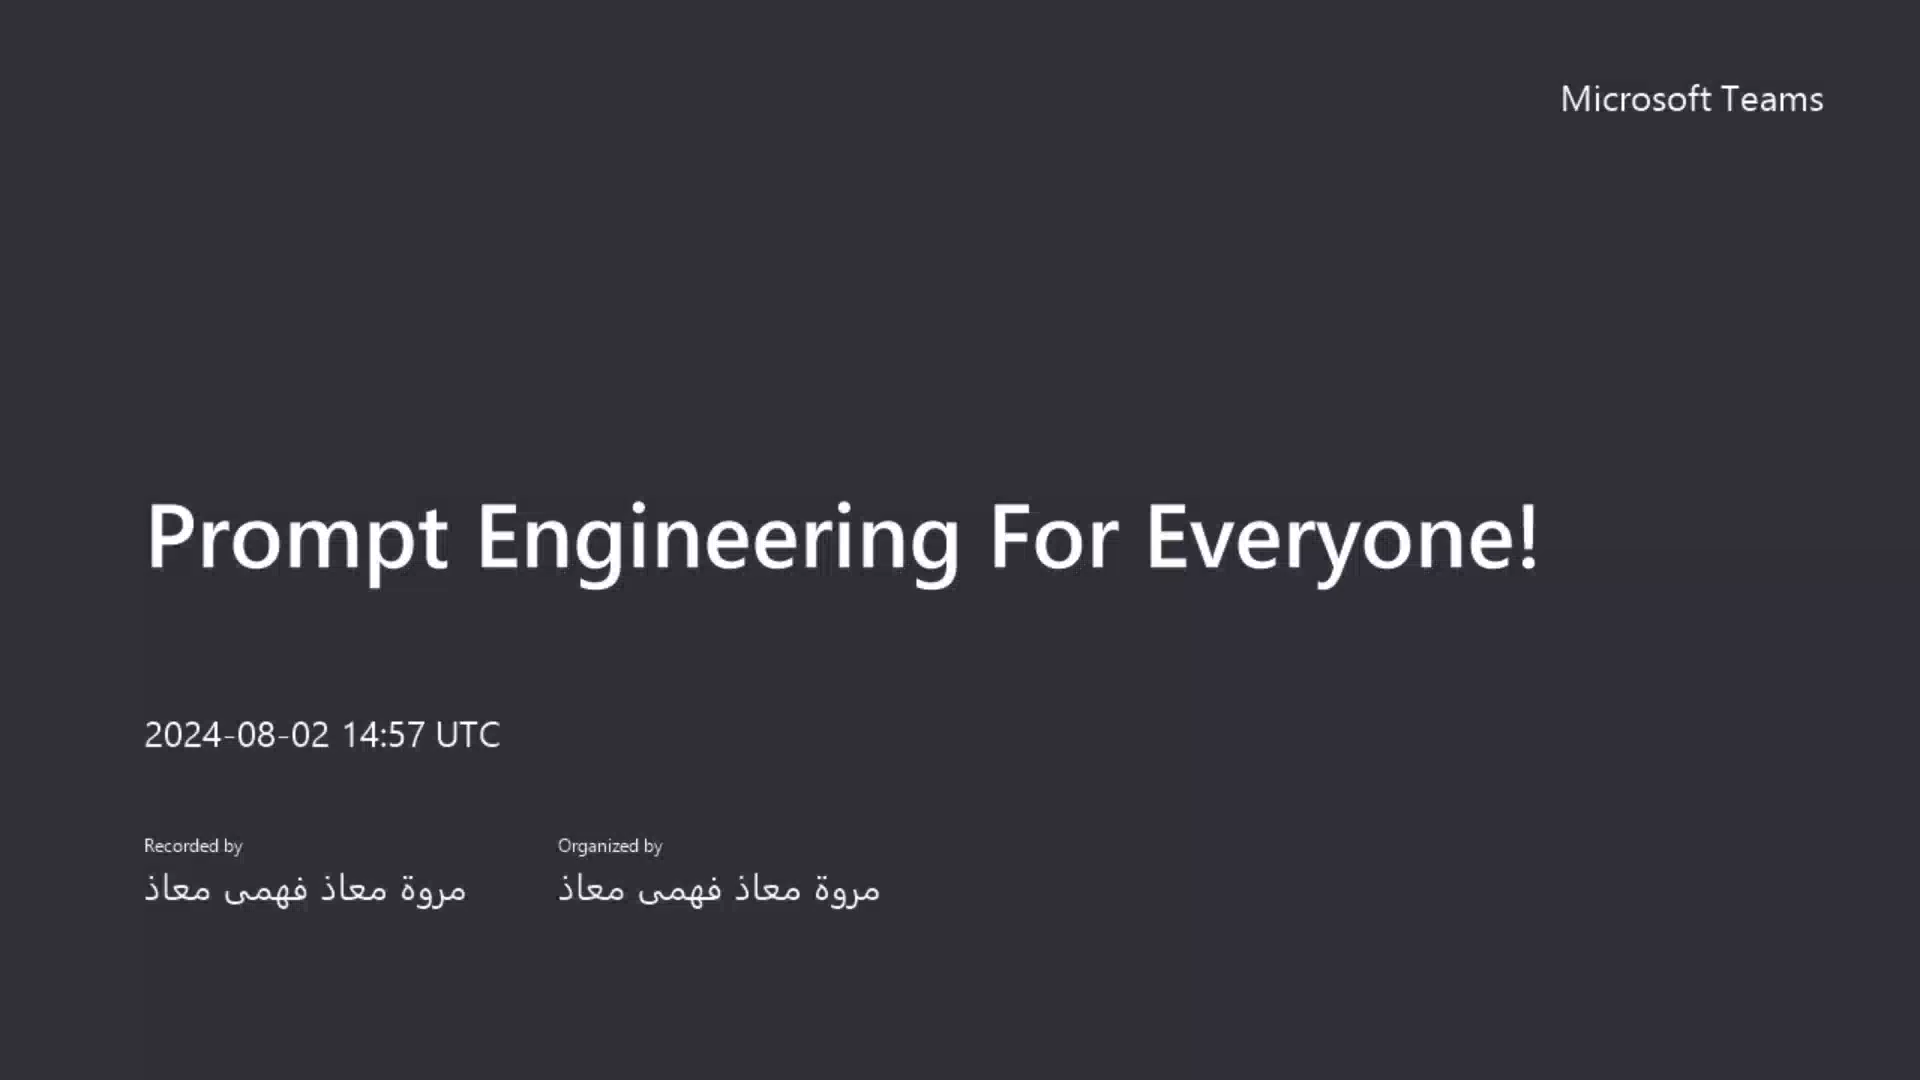 Microsoft Teams
Prompt Engineering For Everyone!
2024-08-02 14:57 UTC
Recorded by
مروة معاذ فهمى معاذ
Organized by
مروة معاذ فهمى معاذ